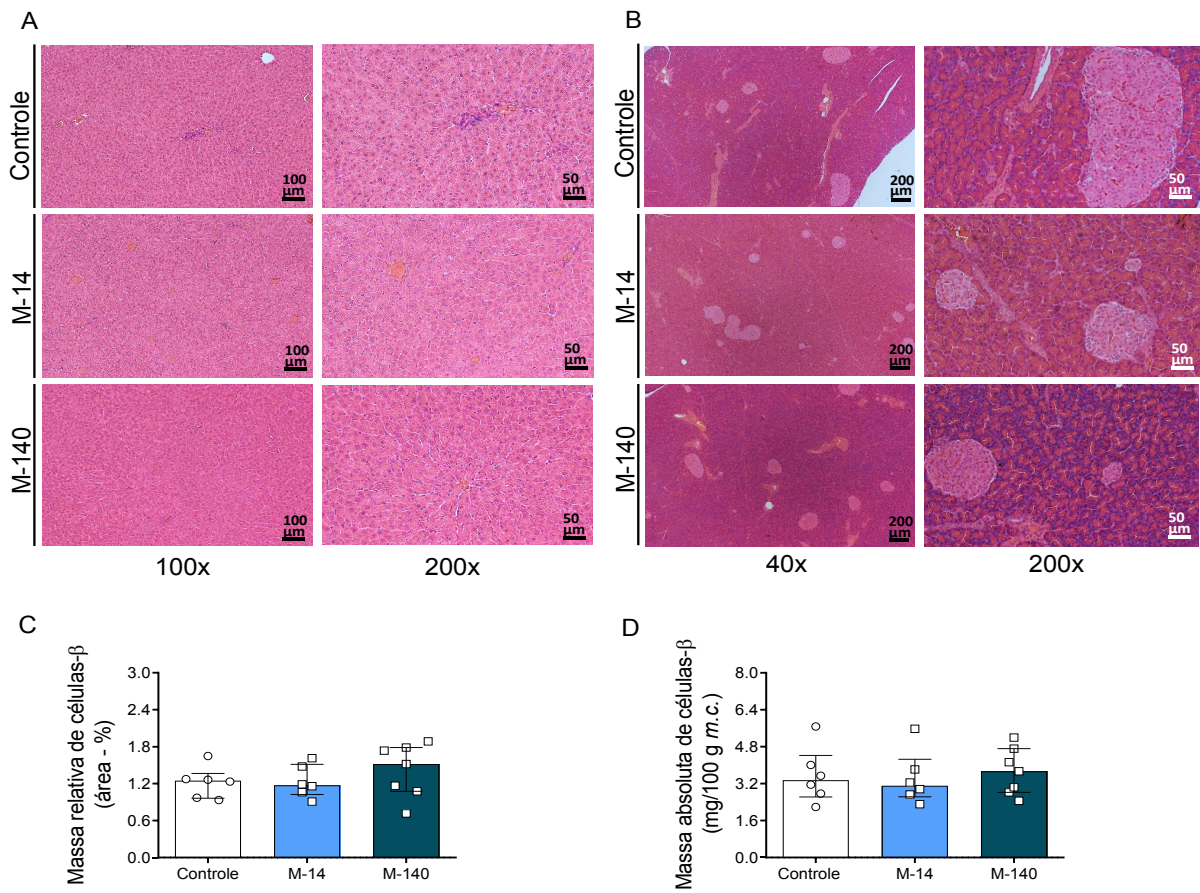 A
B
Controle
100
µm
50
µm
200
µm
50
µm
M-14
100
µm
50
µm
200
µm
50
µm
M-140
100
µm
50
µm
200
µm
50
µm
100x
200x
40x
200x
Controle
M-14
M-140
C
Massa relativa de células-β
(área - %)
3.0
2.4
1.8
1.2
0.6
0.0
Controle
M-14
M-140
D
Massa absoluta de células-β
(mg/100 g m.c.)
8.0
6.4
4.8
3.2
1.6
0.0
Controle
M-14
M-140